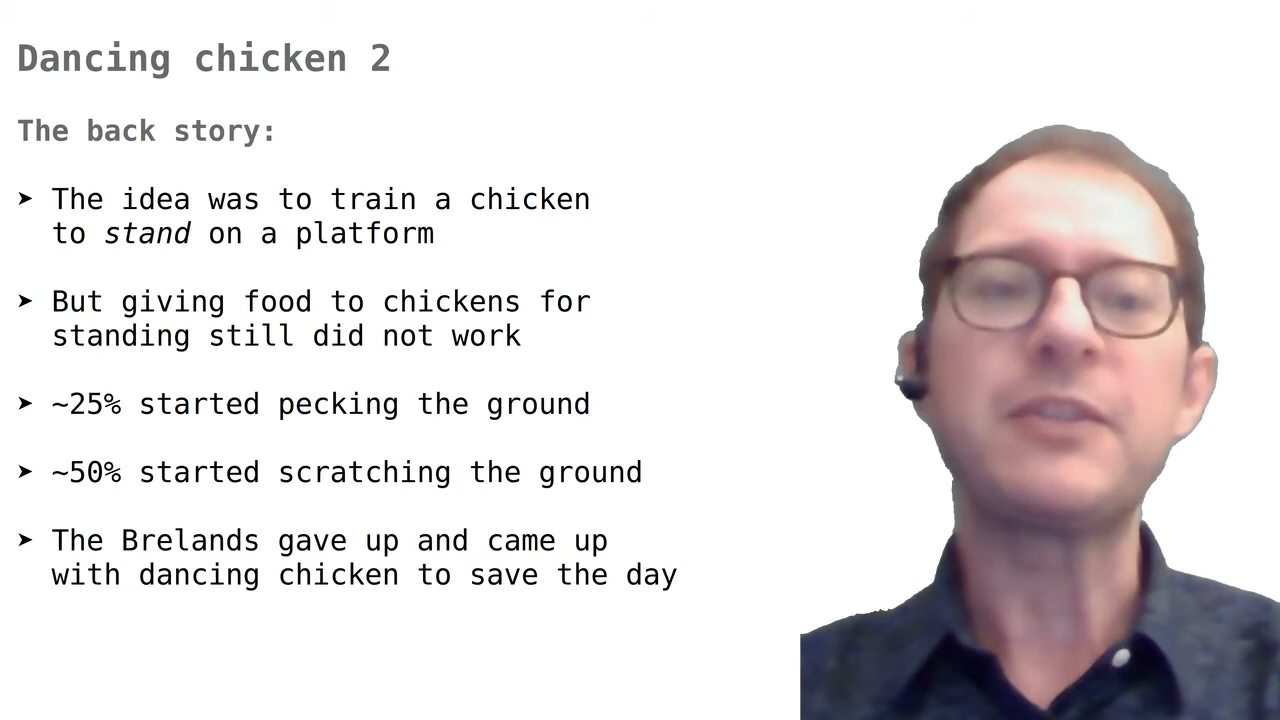 Dancing chicken 2
The back story:
➤ The idea was to train a chicken
to stand on a platform
➤ But giving food to chickens for
standing still did not work
➤ ~25% started pecking the ground
➤ ~50% started scratching the ground
➤ The Brelands gave up and came up
with dancing chicken to save the day